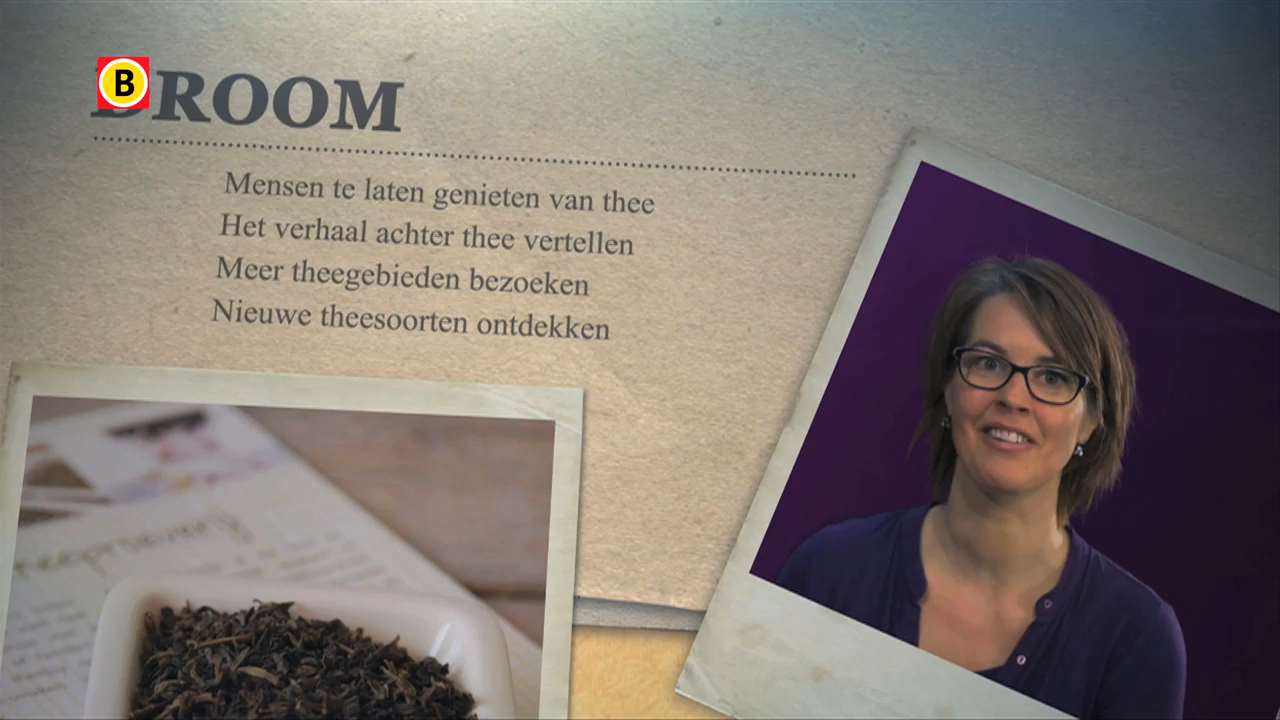 B
DROOM
Mensen te laten genieten van thee
Het verhaal achter thee vertellen
Meer theegebieden bezoeken
Nieuwe theesoorten ontdekken